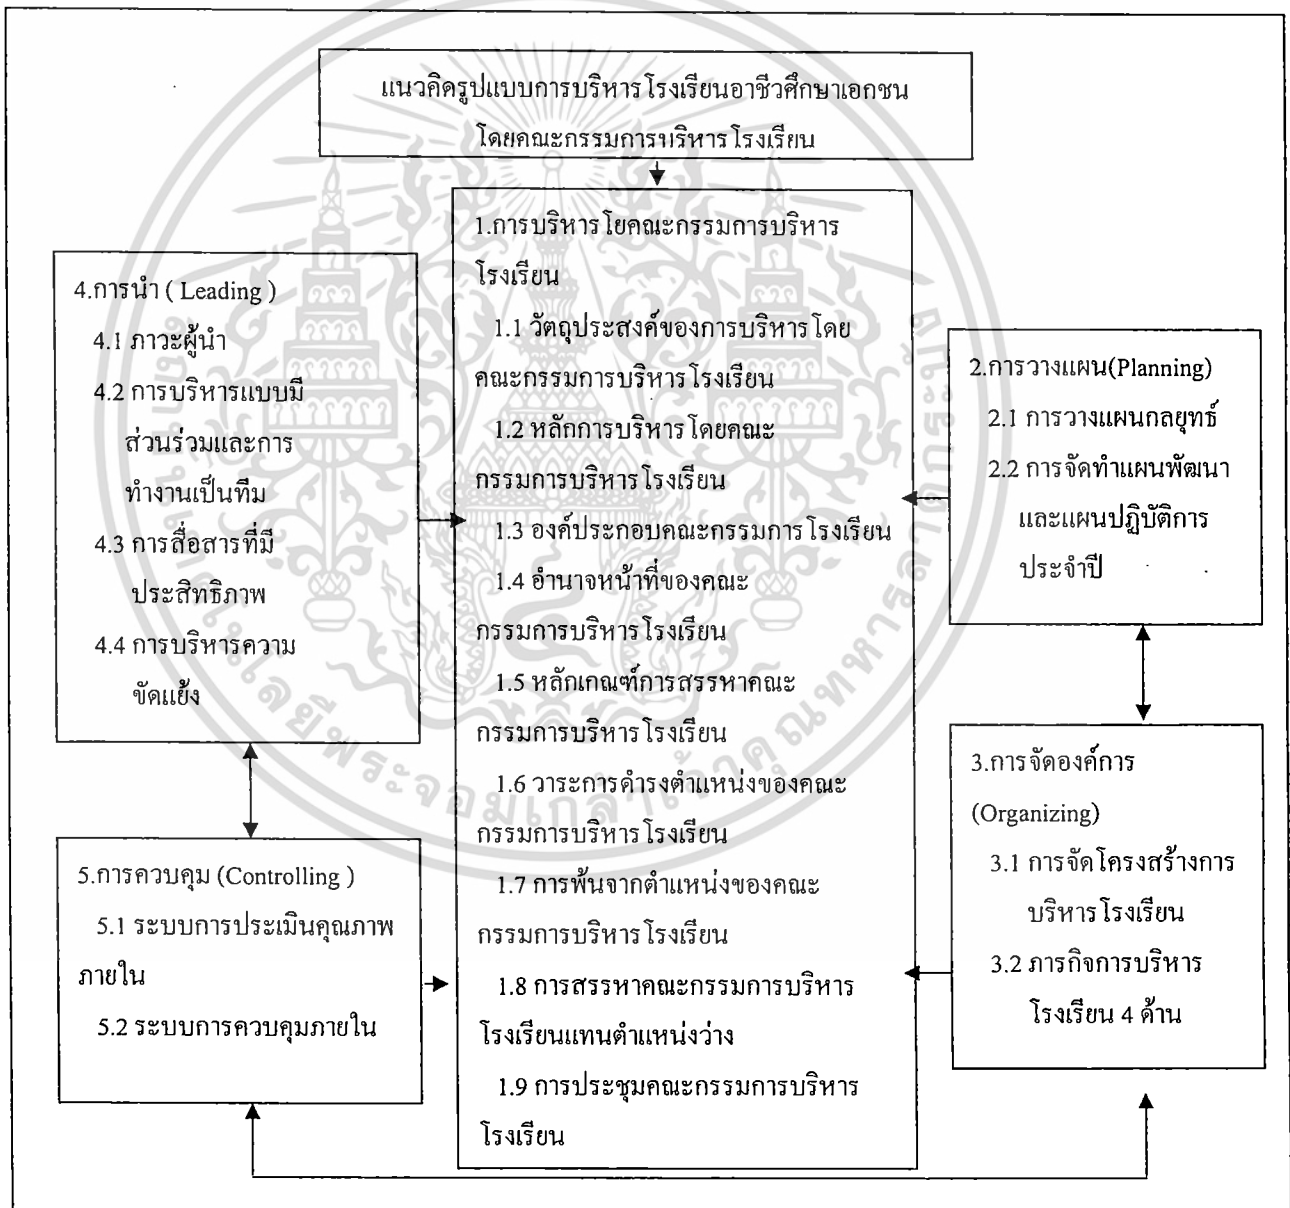 แนวคิดรูปแบบการบริหารโรงเรียนอาชีวศึกษาเอกชน
โดยคณะกรรมการบริหารโรงเรียน
1.การบริหารโยคณะกรรมการบริหาร
โรงเรียน
1.1 วัตถุประสงค์ของการบริหารโดย
คณะกรรมการบริหารโรงเรียน
1.2 หลักการบริหารโดยคณะ
กรรมการบริหารโรงเรียน
1.3 องค์ประกอบคณะกรรมการโรงเรียน
1.4 อำนาจหน้าที่ของคณะ
กรรมการบริหารโรงเรียน
1.5 หลักเกณฑ์การสรรหาคณะ
กรรมการบริหารโรงเรียน
1.6 วาระการดำรงตำแหน่งของคณะ
กรรมการบริหารโรงเรียน
1.7 การพ้นจากตำแหน่งของคณะ
กรรมการบริหารโรงเรียน
1.8 การสรรหาคณะกรรมการบริหาร
โรงเรียนแทนตำแหน่งว่าง
1.9 การประชุมคณะกรรมการบริหาร
โรงเรียน
2.การวางแผน(Planning)
2.1 การวางแผนกลยุทธ์
2.2 การจัดทำแผนพัฒนา
และแผนปฏิบัติการ
ประจำปี
3.การจัดองค์การ
(Organizing)
3.1 การจัดโครงสร้างการ
บริหารโรงเรียน
3.2 ภารกิจการบริหาร
โรงเรียน 4 ด้าน
4.การนำ ( Leading )
4.1 ภาวะผู้นำ
4.2 การบริหารแบบมี
ส่วนร่วมและการ
ทำงานเป็นทีม
4.3 การสื่อสารที่มี
ประสิทธิภาพ
4.4 การบริหารความ
ขัดแย้ง
5.การควบคุม (Controlling )
5.1 ระบบการประเมินคุณภาพ
ภายใน
5.2 ระบบการควบคุมภายใน